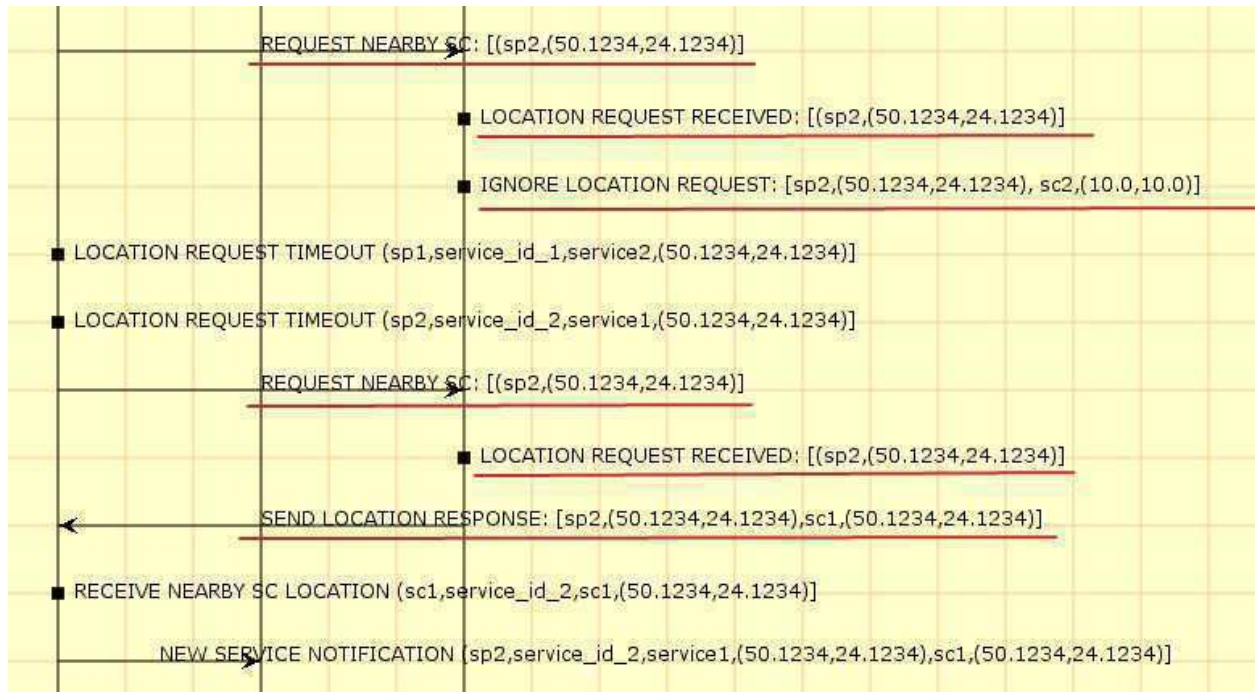 REQUEST NEARBY SC: [(sp2,(50.1234,24.1234)]
LOCATION REQUEST RECEIVED: [(sp2,(50.1234,24.1234)]
IGNORE LOCATION REQUEST: [sp2,(50.1234,24.1234), sc2,(10.0,10.0)]
LOCATION REQUEST TIMEOUT (sp1,service_id_1,service2,(50.1234,24.1234)]
LOCATION REQUEST TIMEOUT (sp2,service_id_2,service1,(50.1234,24.1234)]
REQUEST NEARBY SC: [(sp2,(50.1234,24.1234)]
LOCATION REQUEST RECEIVED: [(sp2,(50.1234,24.1234)]
SEND LOCATION RESPONSE: [sp2,(50.1234,24.1234),sc1,(50.1234,24.1234)]
RECEIVE NEARBY SC LOCATION (sc1,service_id_2,sc1,(50.1234,24.1234)]
NEW SERVICE NOTIFICATION [sp2,service_id_2,service1,(50.1234,24.1234),sc1,(50.1234,24.1234)]